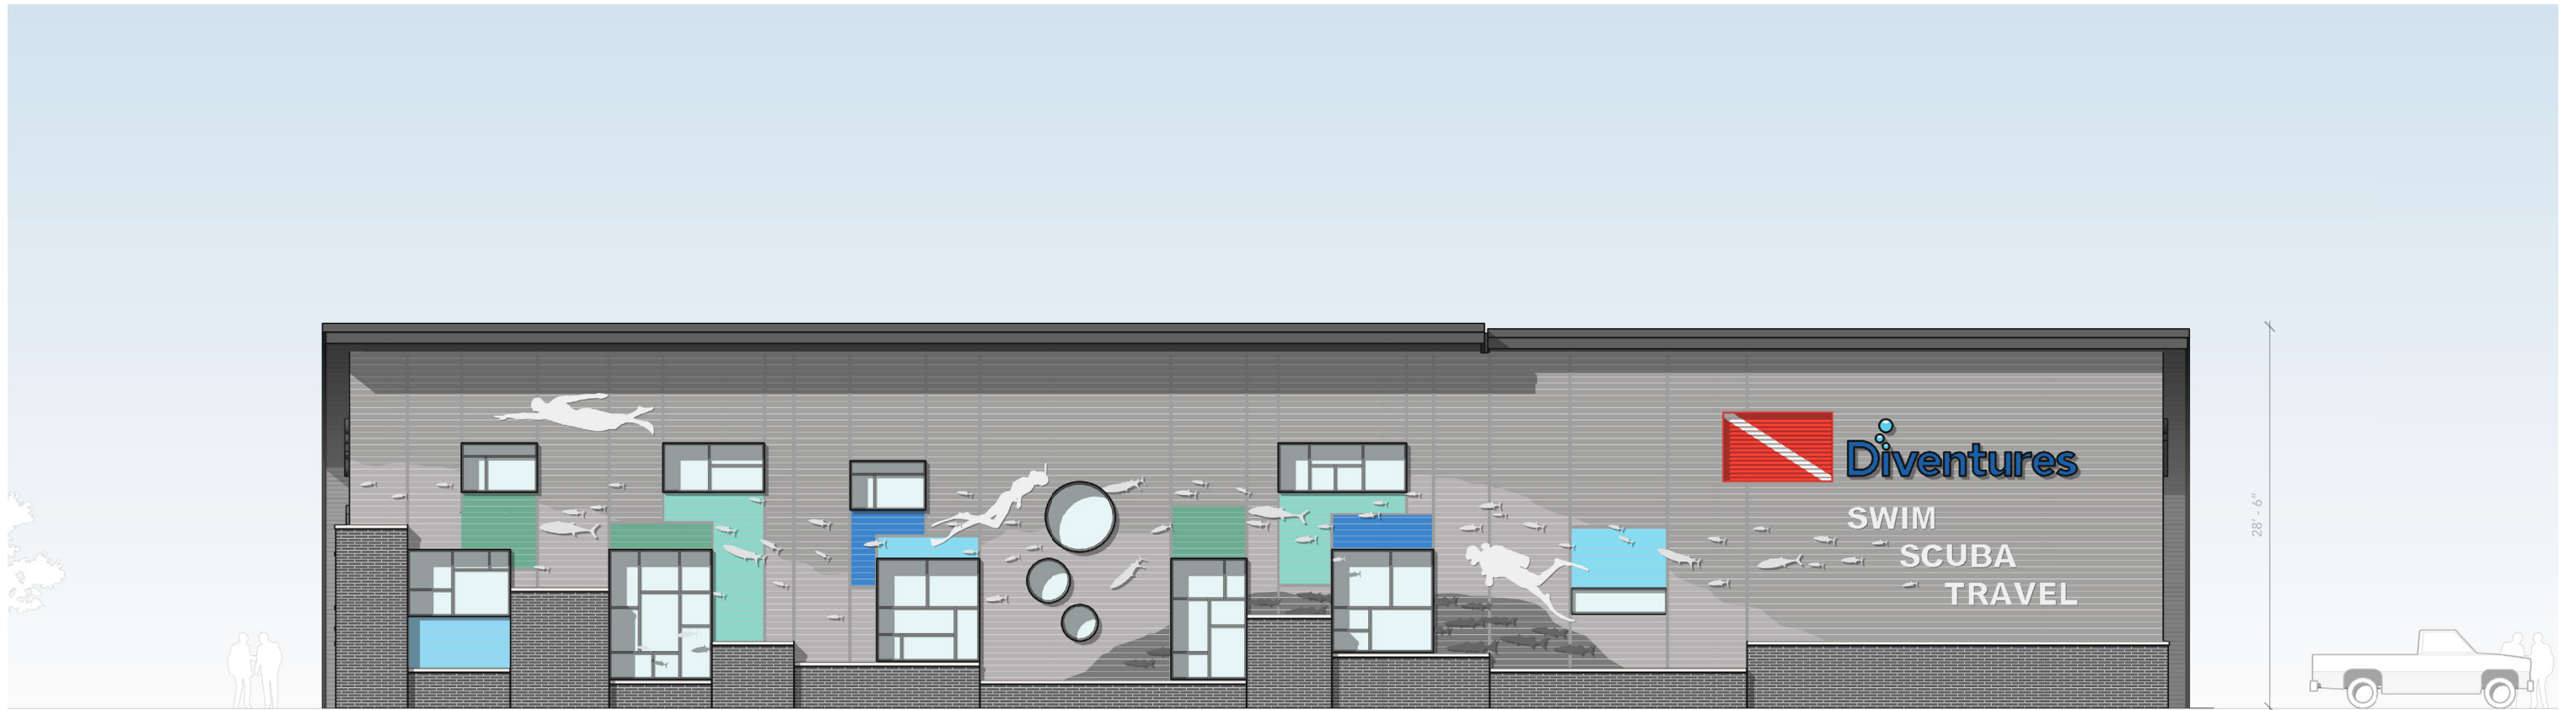 Diventures
SWIM
SCUBA
TRAVEL
28' - 6"